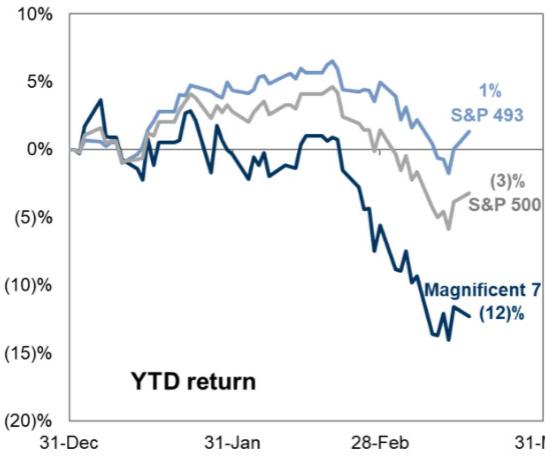 10%
5%
0%
(5)%
(10)%
(15)%
(20)%
1%
S&P 493
(3)%
S&P 500
Magnificent 7
(12)%
YTD return
31-Dec
31-Jan
28-Feb